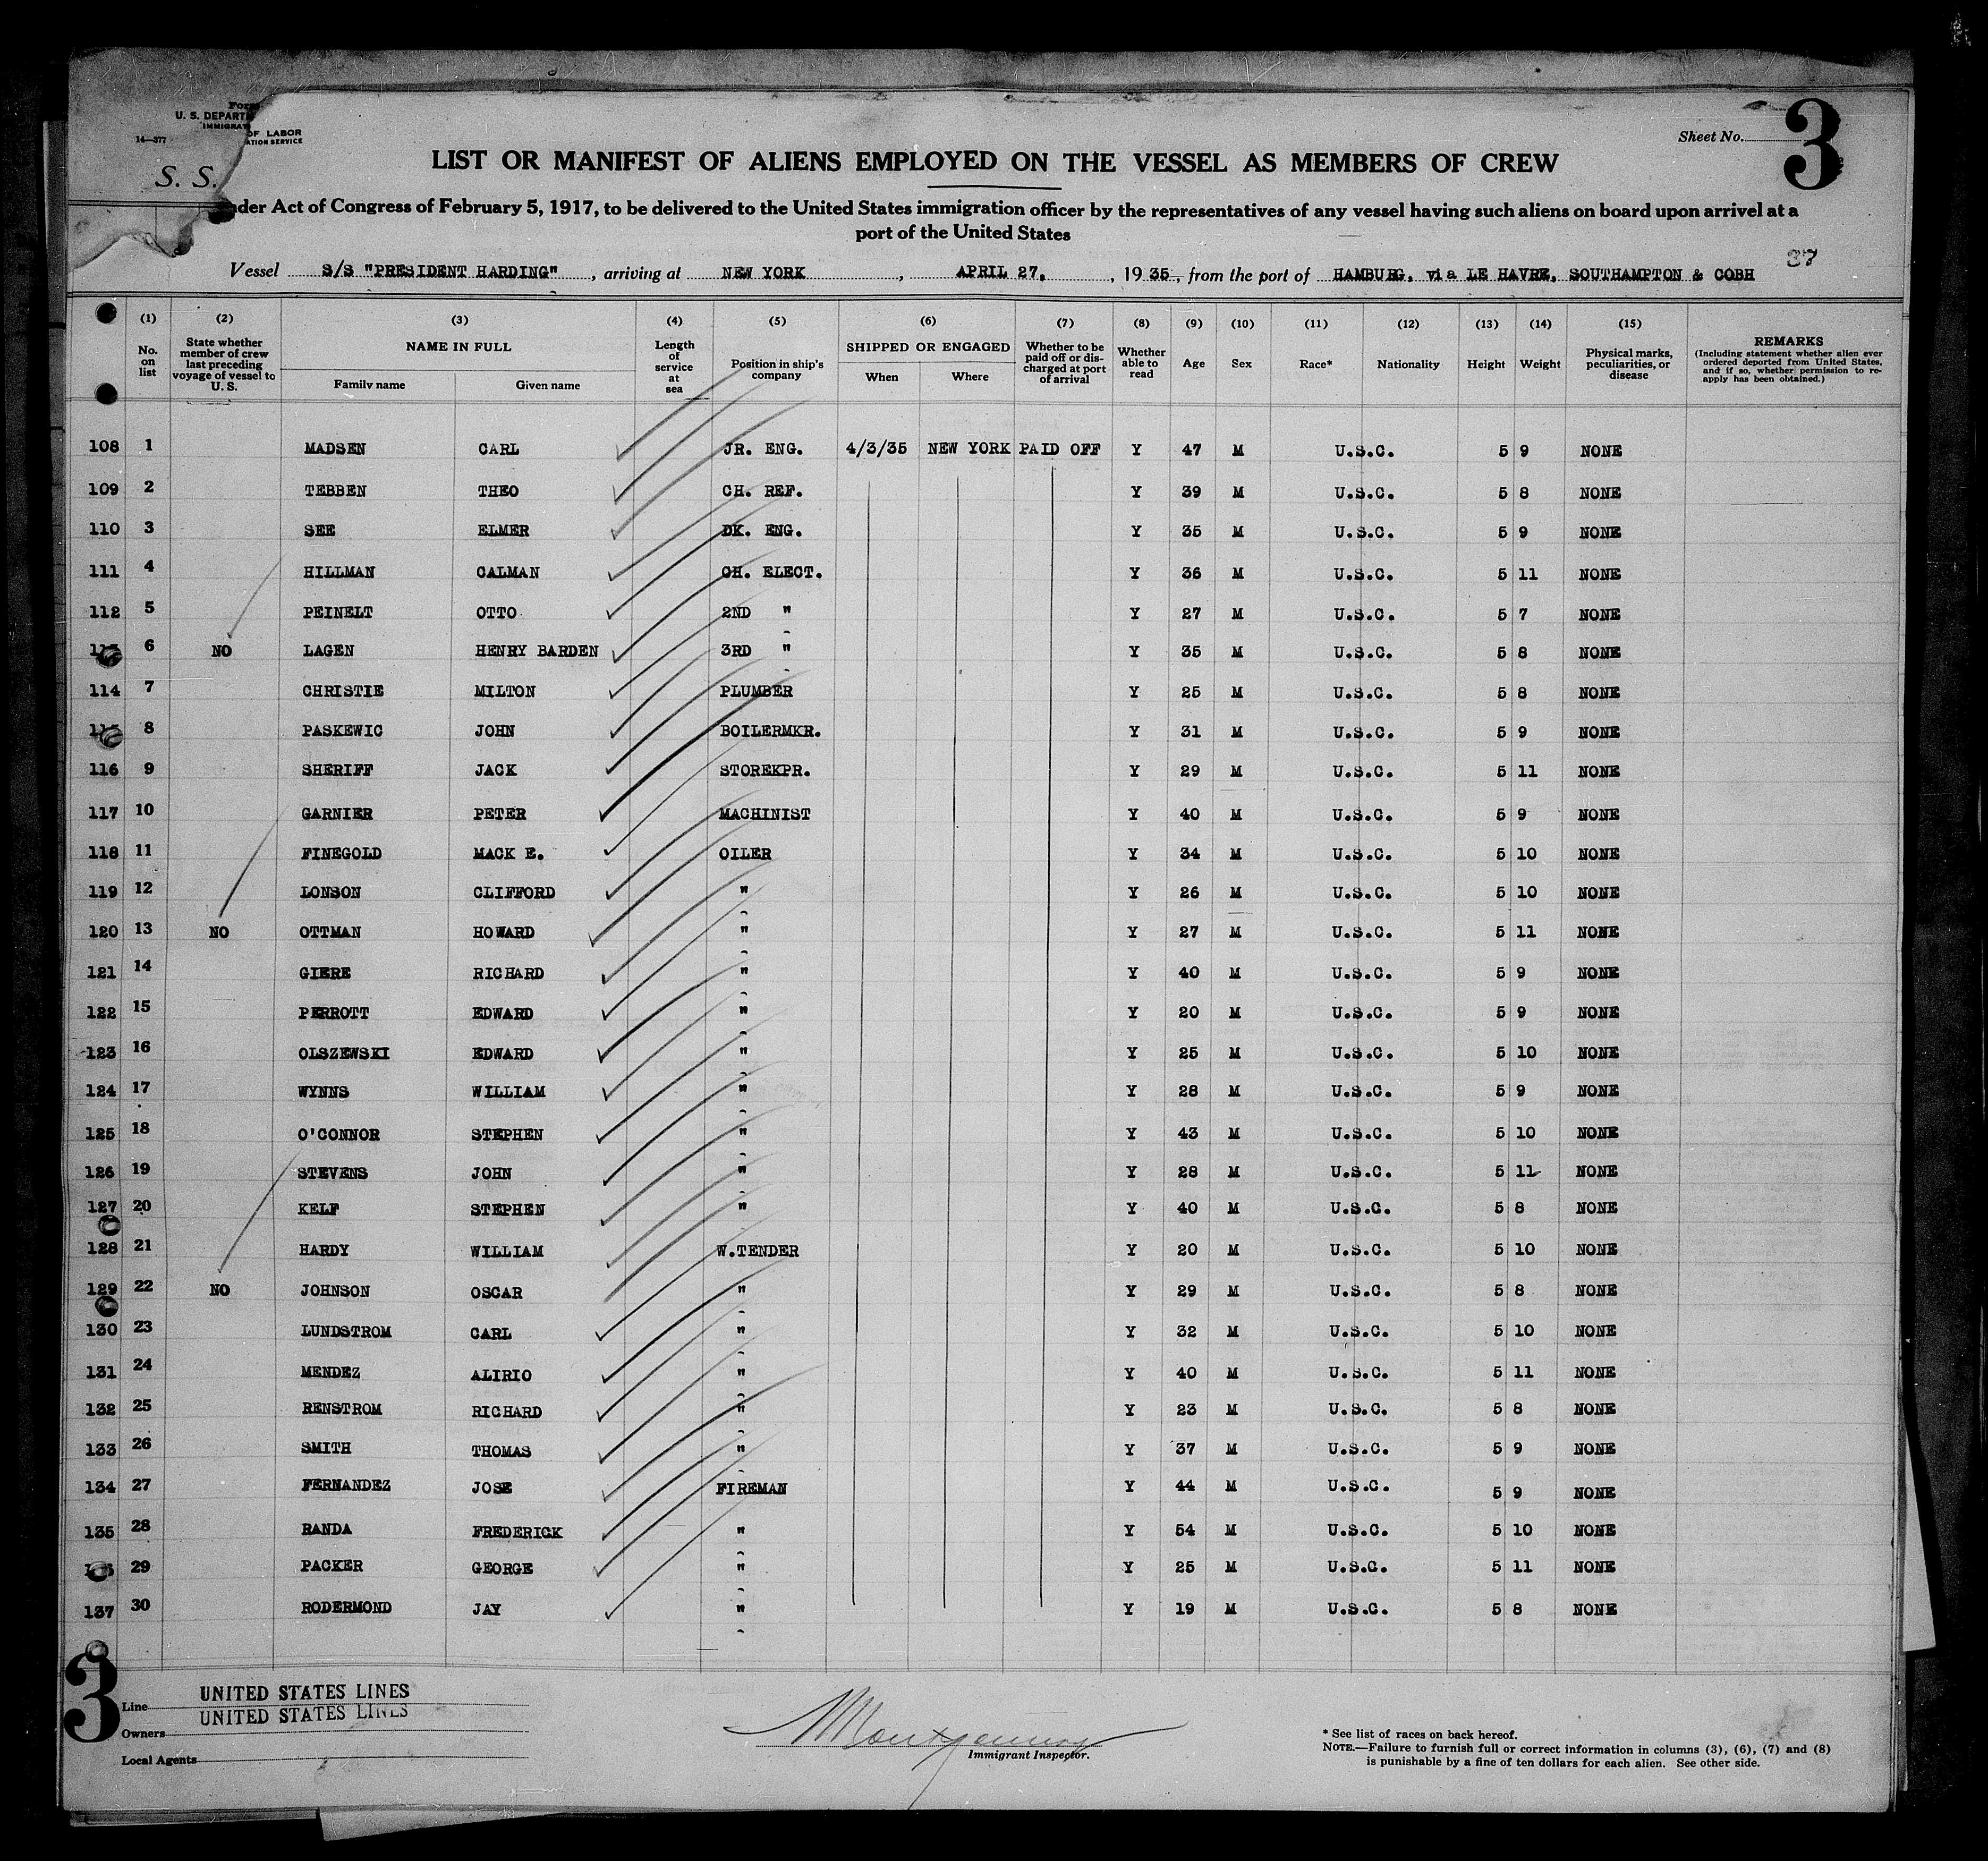 Form
U. S. DEPART
IMMIGRAT
OF LABOR
ATION SERVICE
14—377
S. S.
Sheet No. 3
LIST OR MANIFEST OF ALIENS EMPLOYED ON THE VESSEL AS MEMBERS OF CREW
nder Act of Congress of February 5, 1917, to be delivered to the United States immigration officer by the representatives of any vessel having such aliens on board upon arrival at a
port of the United States
37
Vessel S/S "PRESIDENT HARDING", arriving at NEW YORK, APRIL 27, 1935, from the port of HAMBURG, via LE HAVRE, SOUTHAMPTON & COBH
(1) (2) (3) (4) (5) (6) (7) (8) (9) (10) (11) (12) (13) (14) (15)
No. on list
State whether member of crew last preceding voyage of vessel to U. S.
NAME IN FULL
Family name Given name
Length of service at sea
Position in ship's company
SHIPPED OR ENGAGED
When Where
Whether to be paid off or discharged at port of arrival
Whether able to read
Age Sex Race* Nationality Height Weight
Physical marks, peculiarities, or disease
REMARKS
(Including statement whether alien ever ordered deported from United States, and if so, whether permission to reapply has been obtained.)
108 1 MADSEN CARL JR. ENG. 4/3/35 NEW YORK PAID OFF Y 47 M U.S.C. 5 9 NONE
109 2 TEBBEN THEO CH. REF. Y 39 M U.S.C. 5 8 NONE
110 3 SEE ELMER DK. ENG. Y 35 M U.S.C. 5 9 NONE
111 4 HILLMAN CALMAN CH. ELECT. Y 36 M U.S.C. 5 11 NONE
112 5 PEINELT OTTO 2ND " Y 27 M U.S.C. 5 7 NONE
6 NO LAGEN HENRY BARDEN 3RD " Y 35 M U.S.C. 5 8 NONE
114 7 CHRISTIE MILTON PLUMBER Y 25 M U.S.C. 5 8 NONE
8 PASKEWIC JOHN BOILERMKR. Y 31 M U.S.C. 5 9 NONE
116 9 SHERIFF JACK STOREKPR. Y 29 M U.S.C. 5 11 NONE
117 10 GARNIER PETER MACHINIST Y 40 M U.S.C. 5 9 NONE
118 11 FINEGOLD MACK E. OILER Y 34 M U.S.C. 5 10 NONE
119 12 LONSON CLIFFORD " Y 26 M U.S.C. 5 10 NONE
120 13 NO OTTMAN HOWARD " Y 27 M U.S.C. 5 11 NONE
121 14 GIERE RICHARD " Y 40 M U.S.C. 5 9 NONE
122 15 PERROTT EDWARD " Y 20 M U.S.C. 5 9 NONE
123 16 OLSZEWSKI EDWARD " Y 25 M U.S.C. 5 10 NONE
124 17 WYNNS WILLIAM " Y 28 M U.S.C. 5 9 NONE
125 18 O'CONNOR STEPHEN " Y 43 M U.S.C. 5 10 NONE
126 19 STEVENS JOHN " Y 28 M U.S.C. 5 11 NONE
127 20 KELF STEPHEN " Y 40 M U.S.C. 5 8 NONE
128 21 HARDY WILLIAM W.TENDER Y 20 M U.S.C. 5 10 NONE
129 22 NO JOHNSON OSCAR " Y 29 M U.S.C. 5 8 NONE
130 23 LUNDSTROM CARL " Y 32 M U.S.C. 5 10 NONE
131 24 MENDEZ ALIRIO " Y 40 M U.S.C. 5 11 NONE
132 25 RENSTROM RICHARD " Y 23 M U.S.C. 5 8 NONE
133 26 SMITH THOMAS " Y 37 M U.S.C. 5 9 NONE
134 27 FERNANDEZ JOSE FIREMAN Y 44 M U.S.C. 5 9 NONE
135 28 RANDA FREDERICK " Y 54 M U.S.C. 5 10 NONE
29 PACKER GEORGE " Y 25 M U.S.C. 5 11 NONE
137 30 RODERMOND JAY " Y 19 M U.S.C. 5 8 NONE
3
Line UNITED STATES LINES
Owners UNITED STATES LINES
Local Agents
Montgomery
Immigrant Inspector.
* See list of races on back hereof.
NOTE.—Failure to furnish full or correct information in columns (3), (6), (7) and (8)
is punishable by a fine of ten dollars for each alien. See other side.